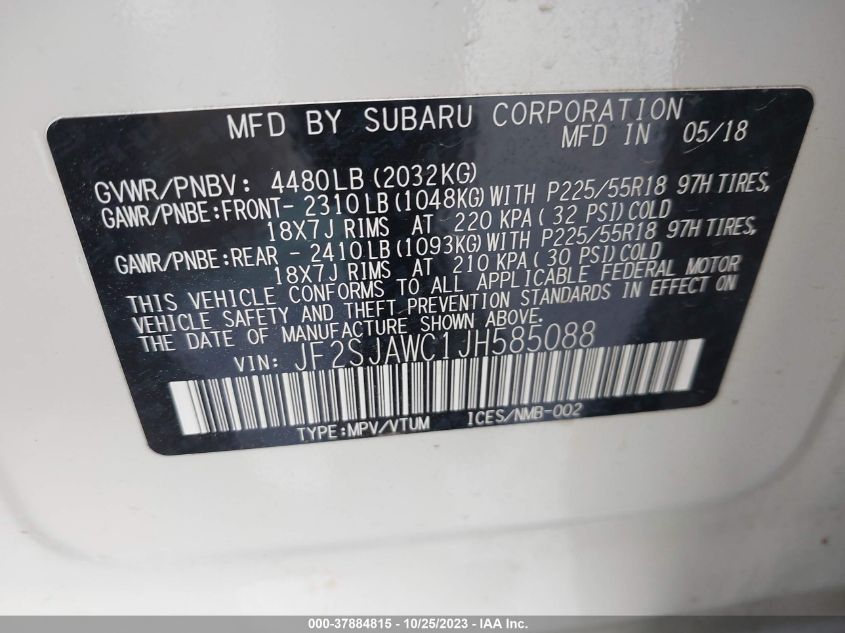 MFD BY SUBARU CORPORATION
MFD IN 05/18
GVWR/PNBV: 4480LB (2032KG)
GAWR/PNBE:FRONT- 2310LB (1048KG) WITH P225/55R18 97H TIRES,
18X7J RIMS AT 220 KPA ( 32 PSI) COLD
GAWR/PNBE:REAR - 2410LB (1093KG) WITH P225/55R18 97H TIRES,
18X7J RIMS AT 210 KPA ( 30 PSI) COLD
THIS VEHICLE CONFORMS TO ALL APPLICABLE FEDERAL MOTOR
VEHICLE SAFETY AND THEFT PREVENTION STANDARDS IN EFFECT ON
THE DATE OF MANUFACTURE SHOWN ABOVE.
VIN: JF2SJAWC1JH585088
TYPE:MPV/VTUM ICES/NMB-002
000-37884815 - 10/25/2023 - IAA Inc.